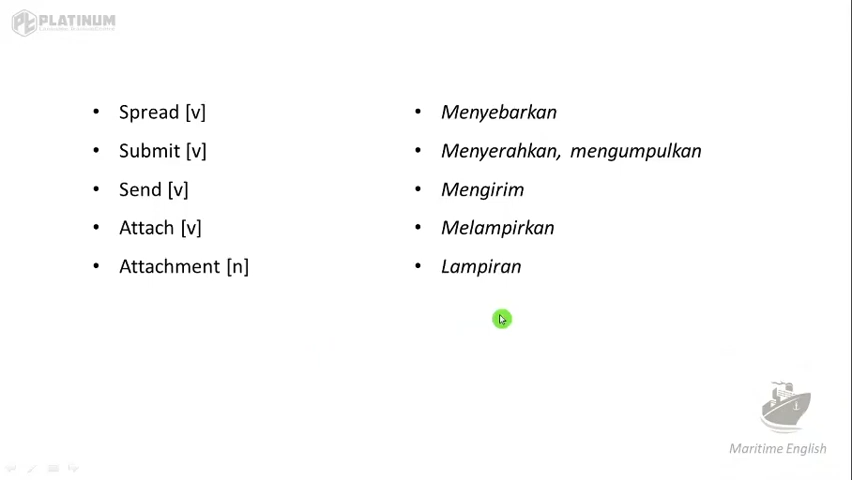 PLATINUM
Spread [v]
Submit [v]
Send [v]
Attach [v]
Attachment [n]
Menyebarkan
Menyerahkan, mengumpulkan
Mengirim
Melampirkan
Lampiran
Maritime English